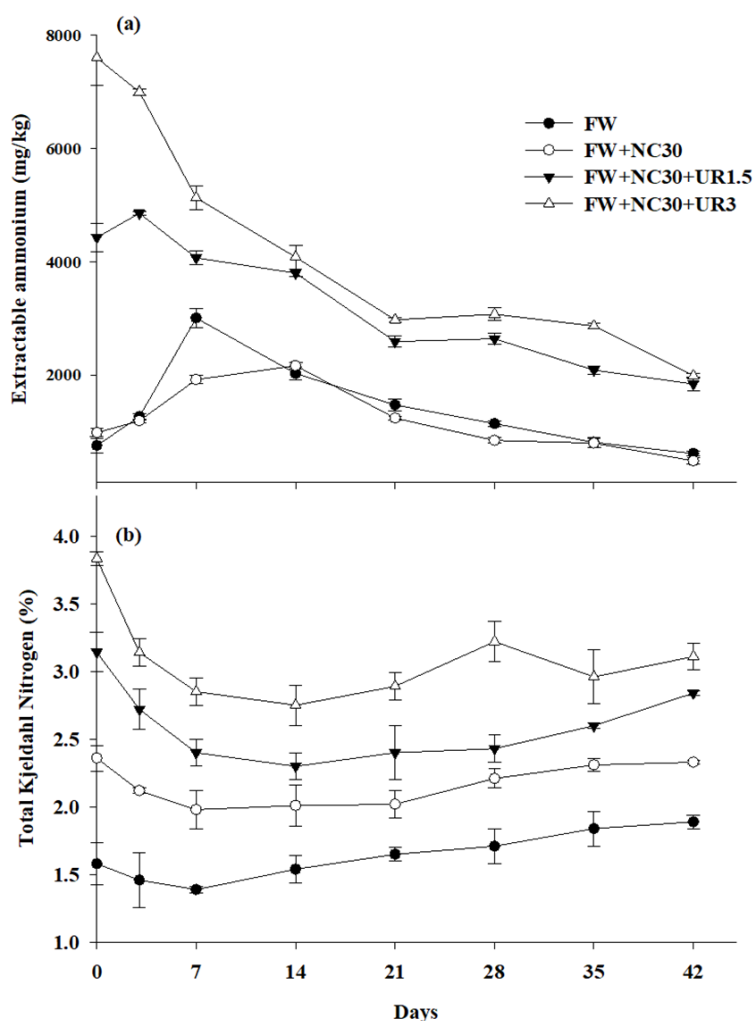 (a)
8000
6000
4000
2000
Extractable ammonium (mg/kg)
FW
FW+NC30
FW+NC30+UR1.5
FW+NC30+UR3
(b)
4.0
3.5
3.0
2.5
2.0
1.5
1.0
Total Kjeldahl Nitrogen (%)
0 7 14 21 28 35 42
Days